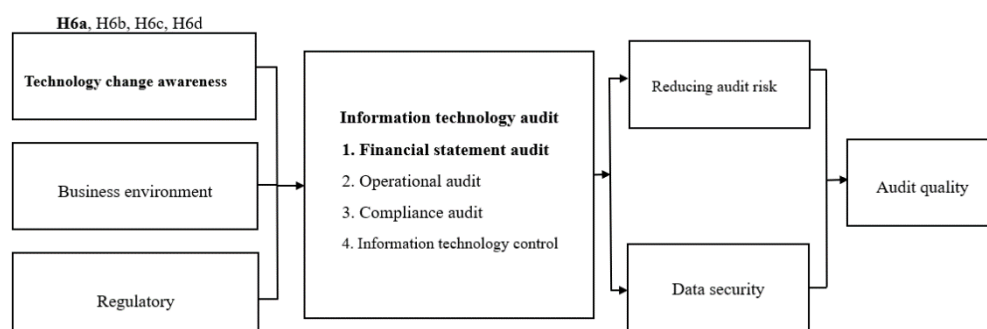 H6a, H6b, H6c, H6d
Technology change awareness
Business environment
Regulatory
Information technology audit
1. Financial statement audit
2. Operational audit
3. Compliance audit
4. Information technology control
Reducing audit risk
Data security
Audit quality